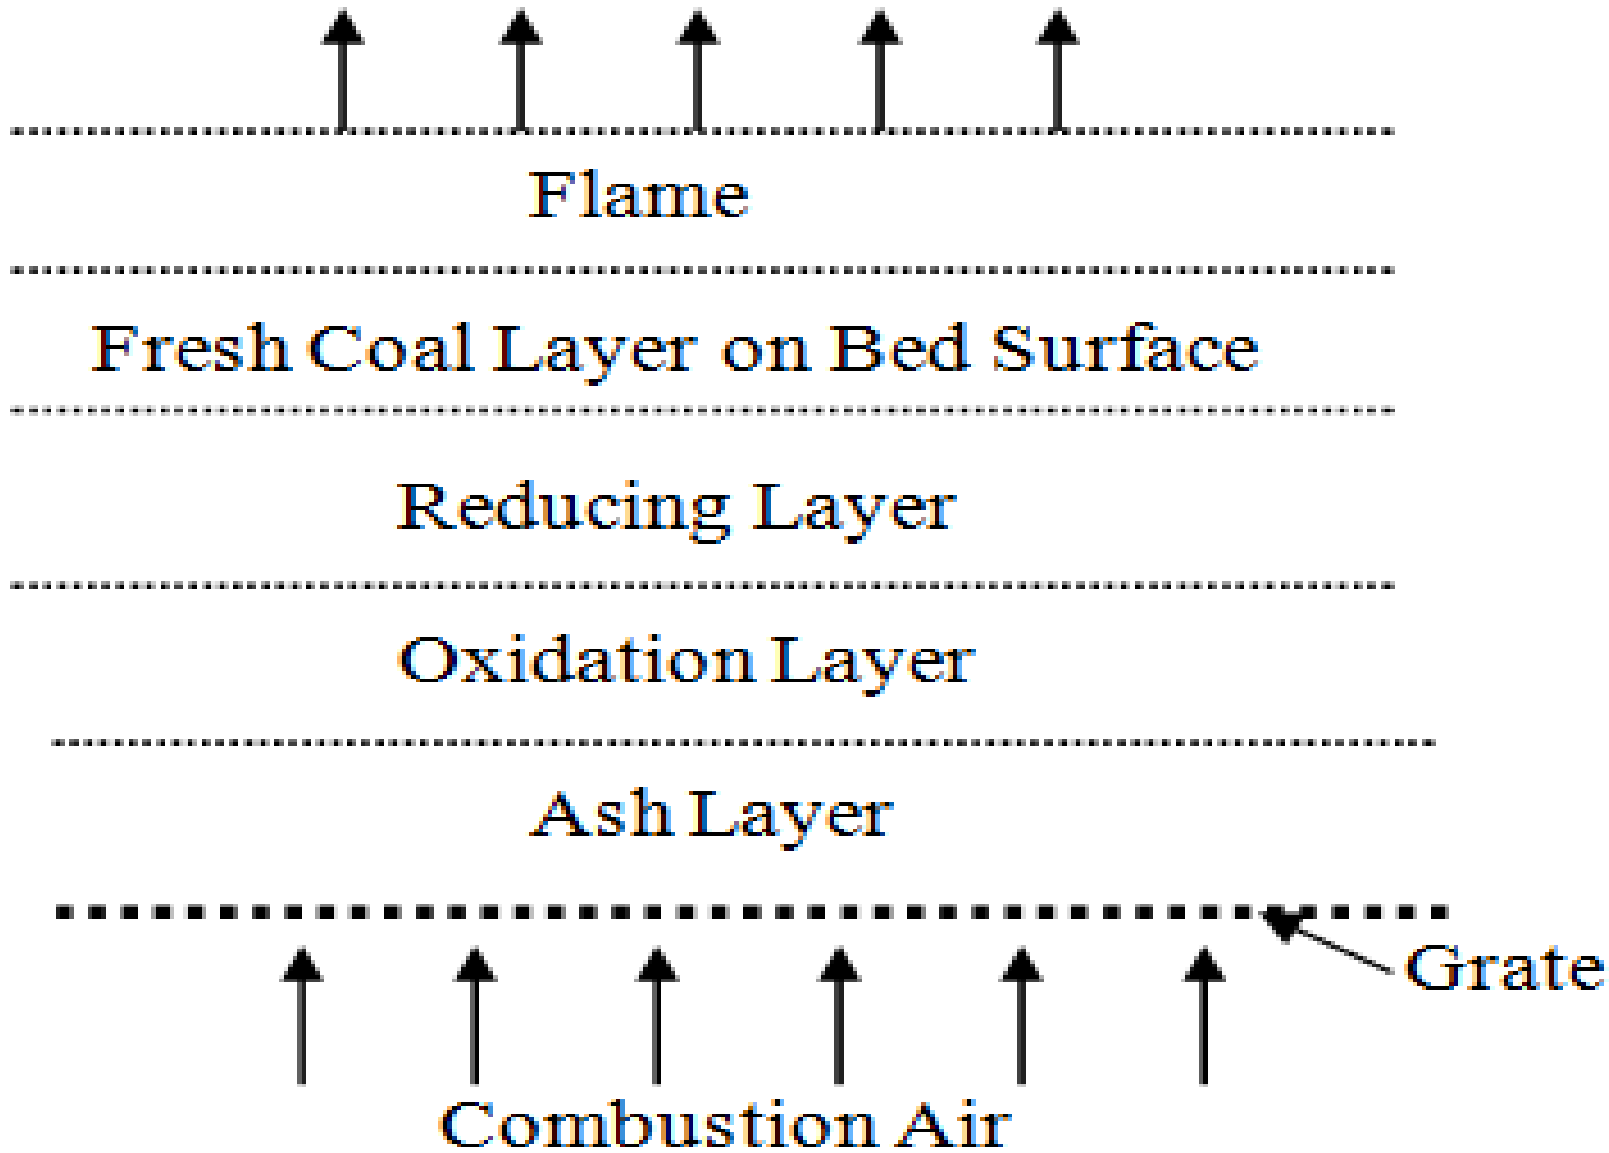 Flame
Fresh Coal Layer on Bed Surface
Reducing Layer
Oxidation Layer
Ash Layer
Grate
Combustion Air